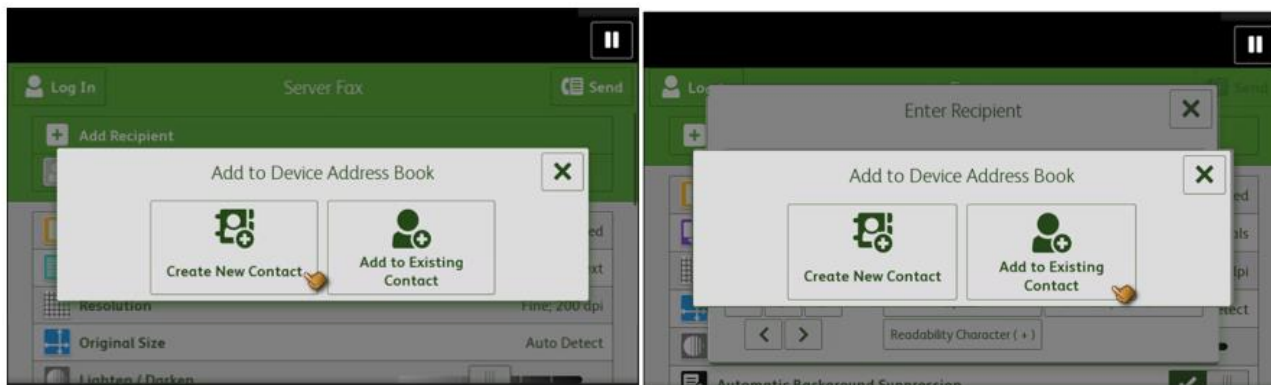 Log In
Server Fax
Send
Add Recipient
Add to Device Address Book
Create New Contact
Add to Existing
Contact
Resolution
Fine; 200 dpi
Original Size
Auto Detect
Lighten / Darken
Enter Recipient
Send
Add to Device Address Book
Create New Contact
Add to Existing
Contact
Readability Character ( + )
Automatic Background Suppression